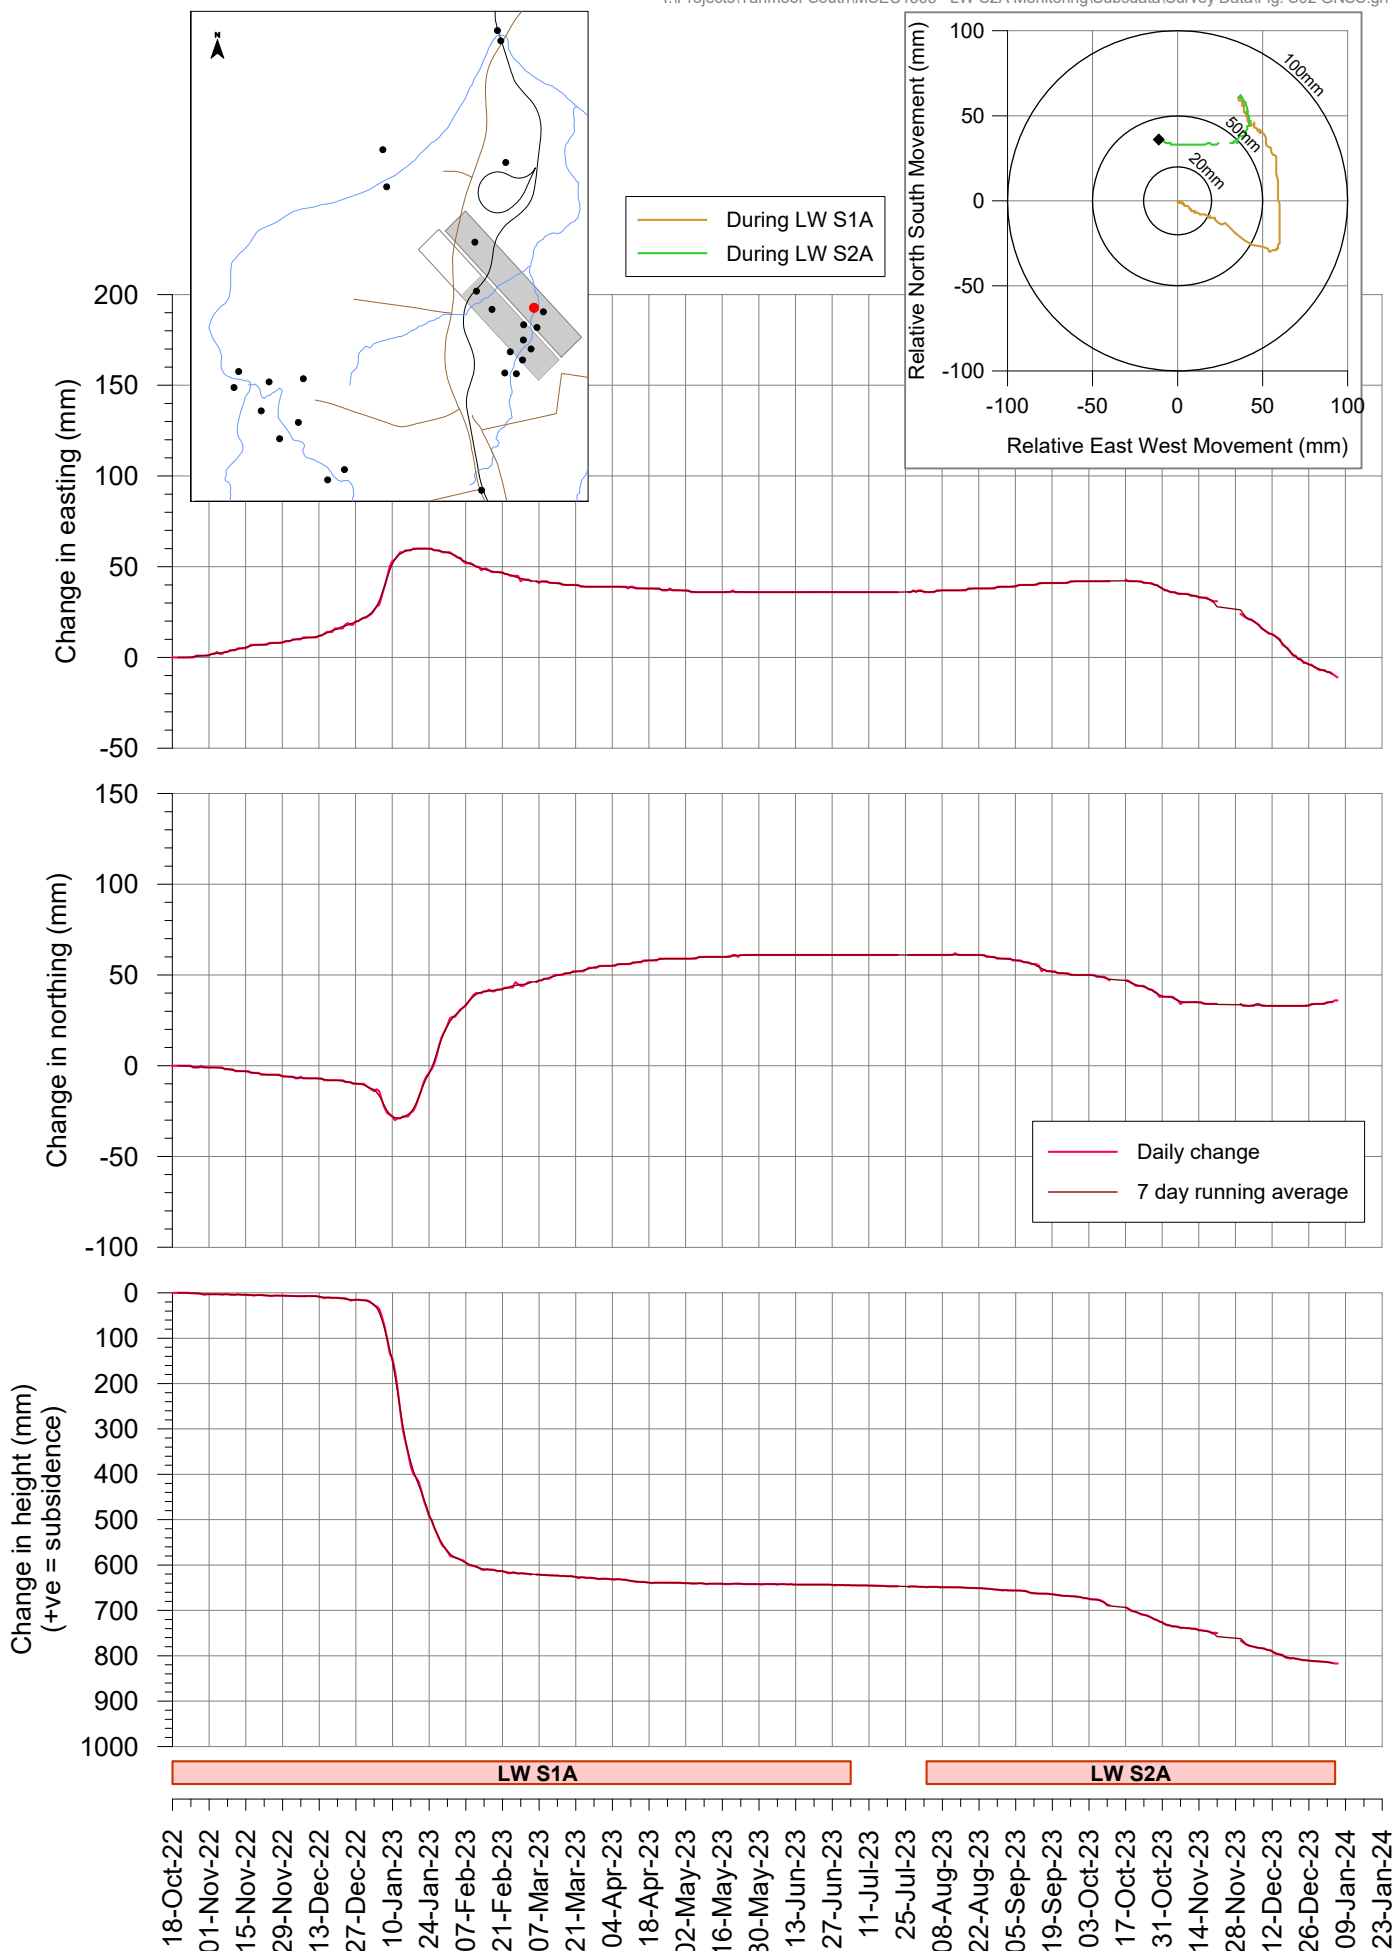 N
100mm
50mm
20mm
Relative North South Movement (mm)
100
50
0
-50
-100
-100
-50
0
50
100
Relative East West Movement (mm)
During LW S1A
During LW S2A
Change in easting (mm)
200
150
100
50
0
-50
Change in northing (mm)
150
100
50
0
-50
-100
Daily change
7 day running average
Change in height (mm)
(+ve = subsidence)
0
100
200
300
400
500
600
700
800
900
1000
LW S1A
LW S2A
18-Oct-22
01-Nov-22
15-Nov-22
29-Nov-22
13-Dec-22
27-Dec-22
10-Jan-23
24-Jan-23
07-Feb-23
21-Feb-23
07-Mar-23
21-Mar-23
04-Apr-23
18-Apr-23
02-May-23
16-May-23
30-May-23
13-Jun-23
27-Jun-23
11-Jul-23
25-Jul-23
08-Aug-23
22-Aug-23
05-Sep-23
19-Sep-23
03-Oct-23
17-Oct-23
31-Oct-23
14-Nov-23
28-Nov-23
12-Dec-23
26-Dec-23
09-Jan-24
23-Jan-24